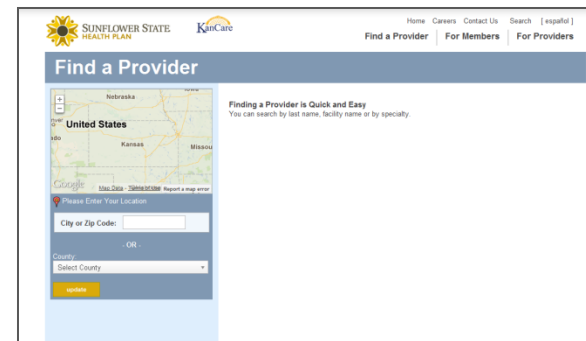 SUNFLOWER STATE
HEALTH PLAN
KanCare
Home Careers Contact Us Search [ español ]
Find a Provider For Members For Providers
Find a Provider
+
−
Nebraska
United States
Kansas
Missou
Google
Map Data - Terms of Use Report a map error
Please Enter Your Location
City or Zip Code:
- OR -
County:
Select County
update
Finding a Provider is Quick and Easy
You can search by last name, facility name or by specialty.